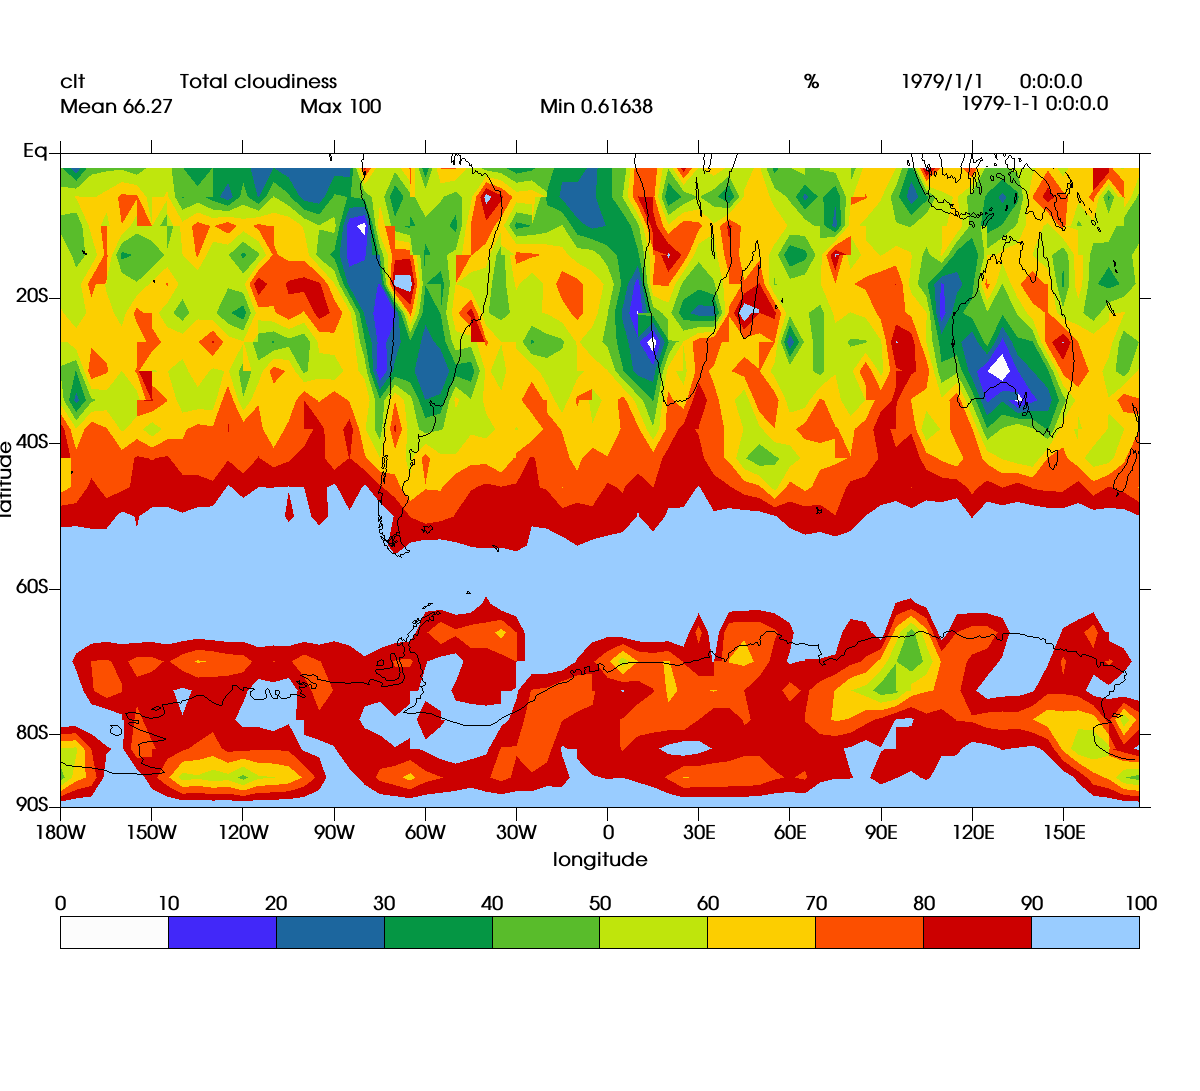 clt Total cloudiness % 1979/1/1 0:0:0.0
Mean 66.27 Max 100 Min 0.61638 1979-1-1 0:0:0.0
Eq
20S
40S
latitude
60S
80S
90S
180W 150W 120W 90W 60W 30W 0 30E 60E 90E 120E 150E
longitude
0 10 20 30 40 50 60 70 80 90 100